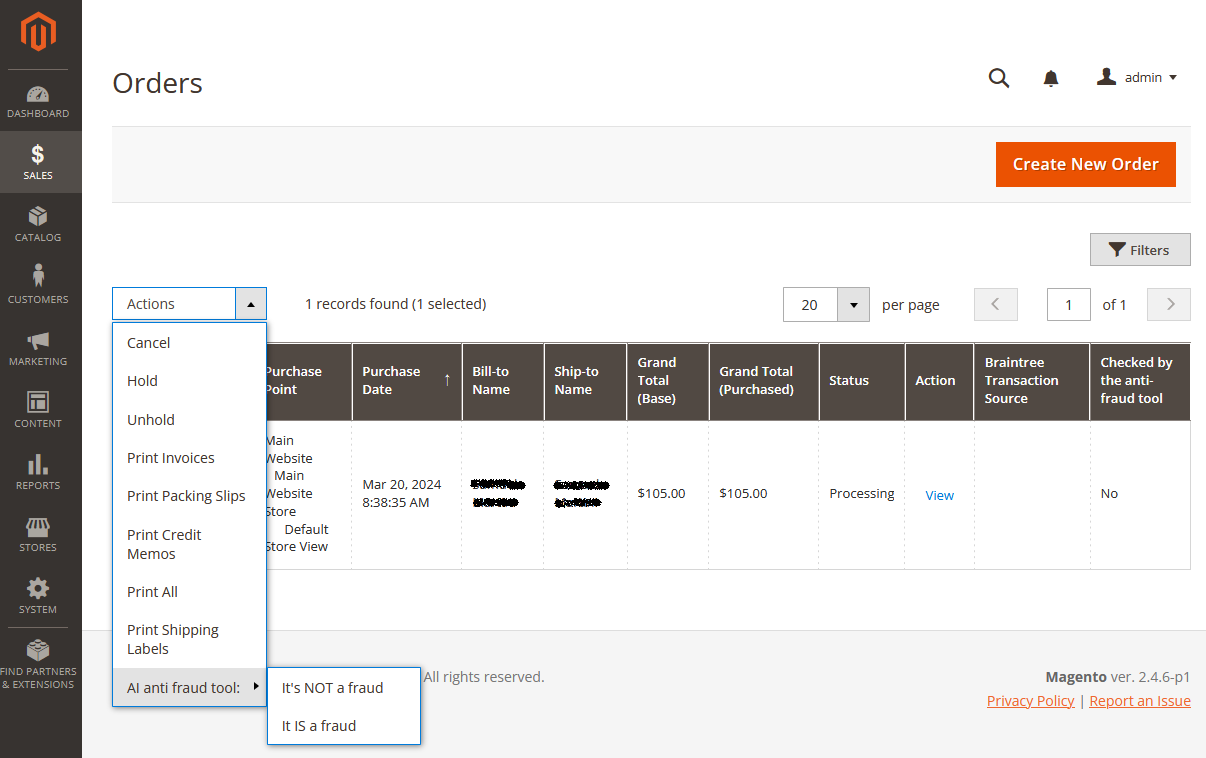 Orders
admin
DASHBOARD
SALES
CATALOG
CUSTOMERS
MARKETING
CONTENT
REPORTS
STORES
SYSTEM
FIND PARTNERS
& EXTENSIONS
Create New Order
Filters
Actions
1 records found (1 selected)
20
per page
1
of 1
Cancel
Hold
Unhold
Print Invoices
Print Packing Slips
Print Credit
Memos
Print All
Print Shipping
Labels
AI anti fraud tool:
It's NOT a fraud
It IS a fraud
Purchase
Point
Purchase
Date
↑
Bill-to
Name
Ship-to
Name
Grand
Total
(Base)
Grand Total
(Purchased)
Status
Action
Braintree
Transaction
Source
Checked by
the anti-
fraud tool
Main
Website
Main
Website
Store
Default
Store View
Mar 20, 2024
8:38:35 AM
$105.00
$105.00
Processing
View
No
All rights reserved.
Magento ver. 2.4.6-p1
Privacy Policy | Report an Issue